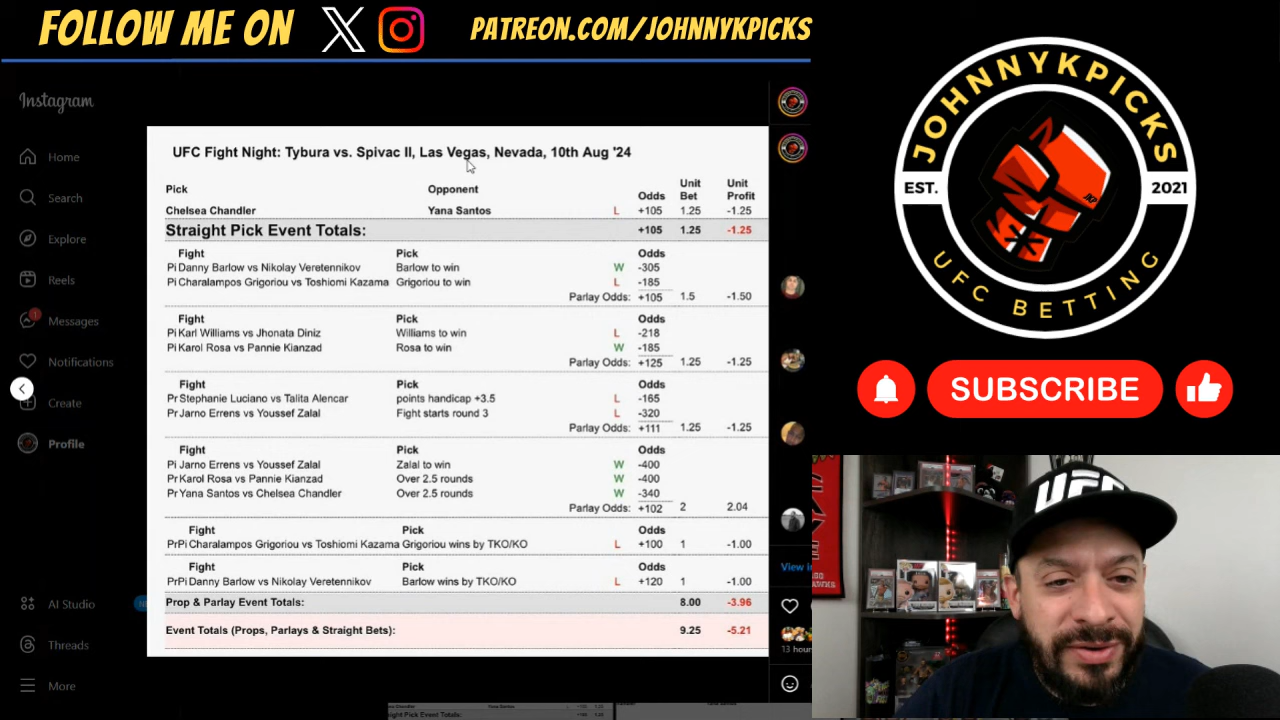 FOLLOW ME ON
PATREON.COM/JOHNNYKPICKS
Instagram
Home
Search
Explore
Reels
1
Messages
Notifications
Create
Profile
AI Studio
Threads
More
UFC Fight Night: Tybura vs. Spivac II, Las Vegas, Nevada, 10th Aug '24
Pick Opponent Odds Unit Bet Unit Profit
Chelsea Chandler Yana Santos L +105 1.25 -1.25
Straight Pick Event Totals: +105 1.25 -1.25
Fight Pick Odds
Pi Danny Barlow vs Nikolay Veretennikov Barlow to win W -305
Pi Charalampos Grigoriou vs Toshiomi Kazama Grigoriou to win L -185
Parlay Odds: +105 1.5 -1.50
Fight Pick Odds
Pi Karl Williams vs Jhonata Diniz Williams to win L -218
Pi Karol Rosa vs Pannie Kianzad Rosa to win W -185
Parlay Odds: +125 1.25 -1.25
Fight Pick Odds
Pr Stephanie Luciano vs Talita Alencar points handicap +3.5 L -165
Pr Jarno Errens vs Youssef Zalal Fight starts round 3 L -320
Parlay Odds: +111 1.25 -1.25
Fight Pick Odds
Pi Jarno Errens vs Youssef Zalal Zalal to win W -400
Pr Karol Rosa vs Pannie Kianzad Over 2.5 rounds W -400
Pr Yana Santos vs Chelsea Chandler Over 2.5 rounds W -340
Parlay Odds: +102 2 2.04
Fight Pick Odds
PrPi Charalampos Grigoriou vs Toshiomi Kazama Grigoriou wins by TKO/KO L +100 1 -1.00
Fight Pick Odds
PrPi Danny Barlow vs Nikolay Veretennikov Barlow wins by TKO/KO L +120 1 -1.00
Prop & Parlay Event Totals: 8.00 -3.96
Event Totals (Props, Parlays & Straight Bets): 9.25 -5.21
View in
13 hour
JOHNNYKPICKS
EST. 2021
JKP
UFC BETTING
SUBSCRIBE
UFC